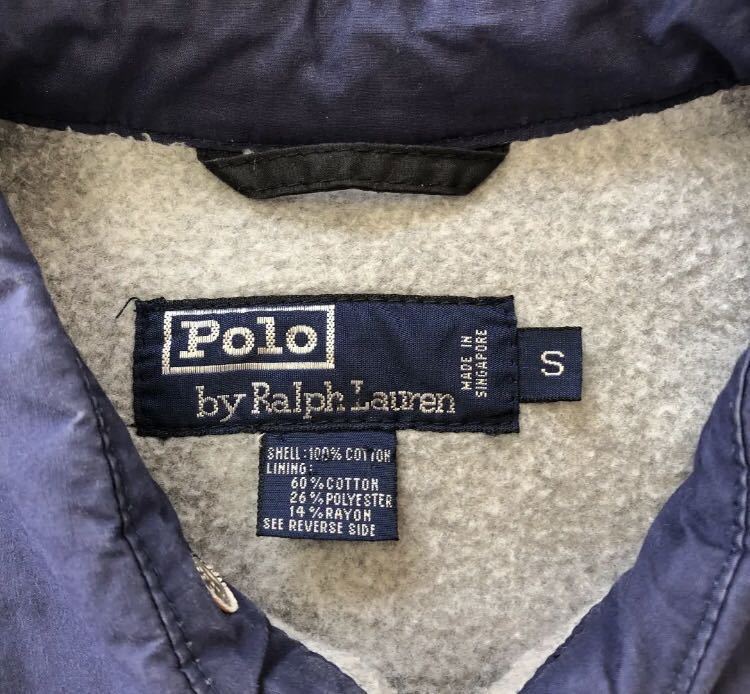 Polo
by Ralph Lauren
MADE IN
SINGAPORE
S
SHELL: 100% COTTON
LINING:
60% COTTON
26% POLYESTER
14% RAYON
SEE REVERSE SIDE